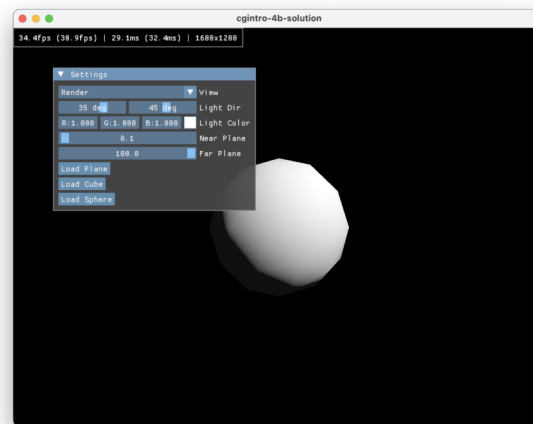 cgintro-4b-solution
34.4fps (30.9fps) | 29.1ms (32.4ms) | 1600x1200
▼ Settings
Render ▼ View
35 deg 45 deg Light Dir
R:1.000 G:1.000 B:1.000 Light Color
0.1 Near Plane
100.0 Far Plane
Load Plane
Load Cube
Load Sphere